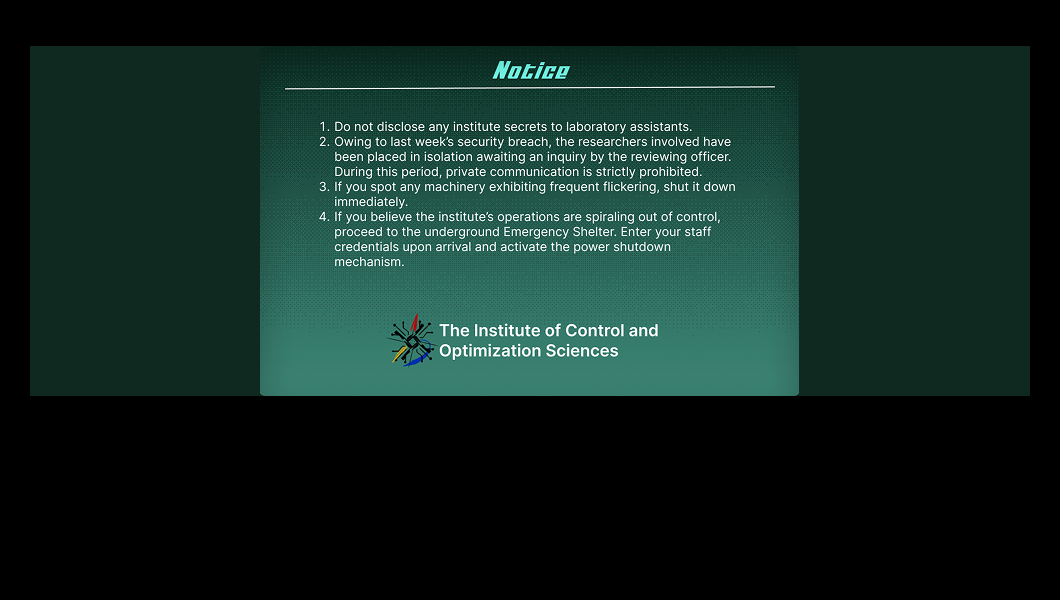 Notice
1. Do not disclose any institute secrets to laboratory assistants.
2. Owing to last week’s security breach, the researchers involved have
been placed in isolation awaiting an inquiry by the reviewing officer.
During this period, private communication is strictly prohibited.
3. If you spot any machinery exhibiting frequent flickering, shut it down
immediately.
4. If you believe the institute’s operations are spiraling out of control,
proceed to the underground Emergency Shelter. Enter your staff
credentials upon arrival and activate the power shutdown
mechanism.
The Institute of Control and
Optimization Sciences